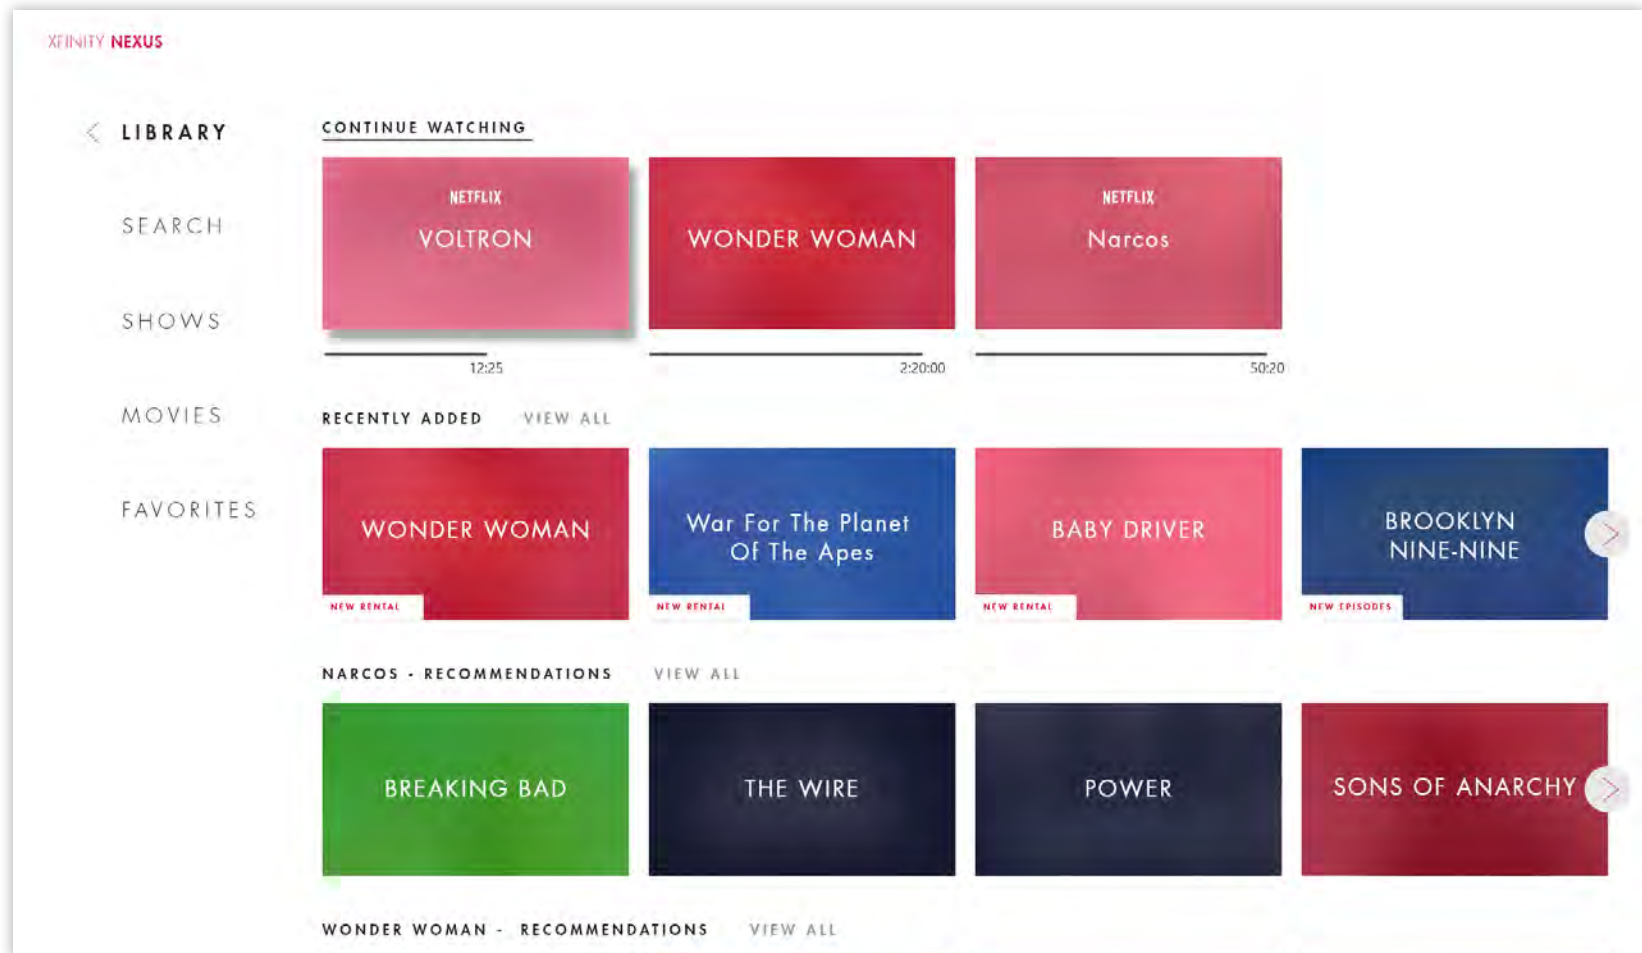 XFINITY NEXUS
LIBRARY
SEARCH
SHOWS
MOVIES
FAVORITES
CONTINUE WATCHING
NETFLIX
VOLTRON
WONDER WOMAN
NETFLIX
Narcos
12:25
2:20:00
50:20
RECENTLY ADDED VIEW ALL
WONDER WOMAN
NEW RENTAL
War For The Planet
Of The Apes
NEW RENTAL
BABY DRIVER
NEW RENTAL
BROOKLYN
NINE-NINE
NEW EPISODES
NARCOS - RECOMMENDATIONS VIEW ALL
BREAKING BAD
THE WIRE
POWER
SONS OF ANARCHY
WONDER WOMAN - RECOMMENDATIONS VIEW ALL